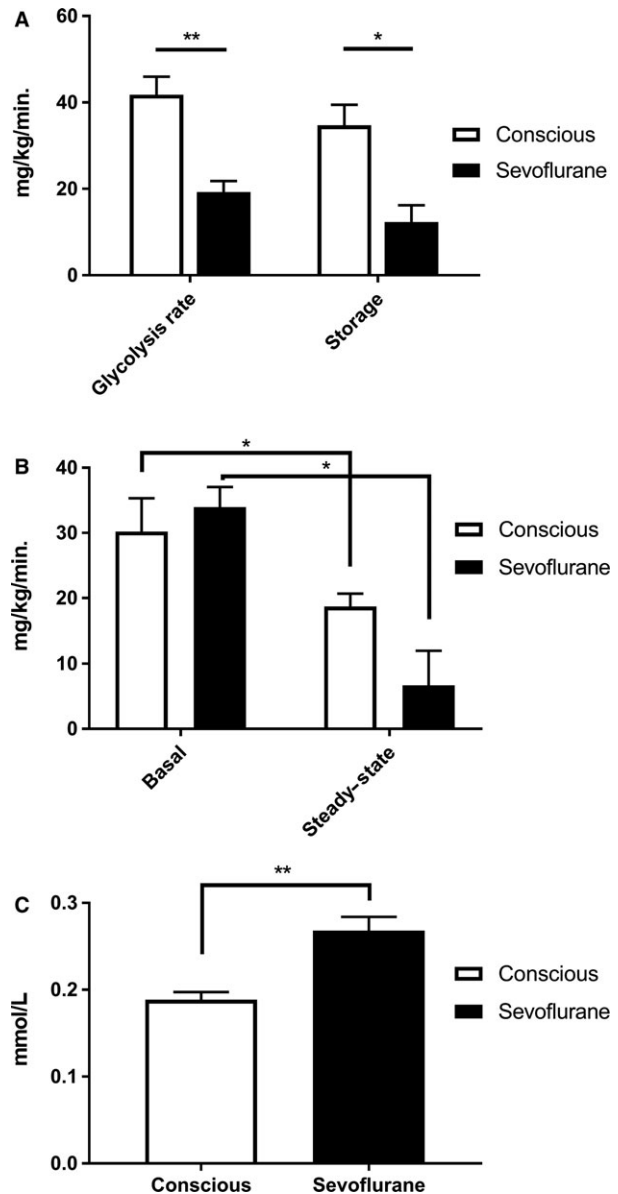 A
60
40
20
0
mg/kg/min.
**
*
Conscious
Sevoflurane
Glycolysis rate
Storage
B
40
30
20
10
0
mg/kg/min.
*
*
Conscious
Sevoflurane
Basal
Steady-state
C
0.3
0.2
0.1
0.0
mmol/L
**
Conscious
Sevoflurane
Conscious
Sevoflurane